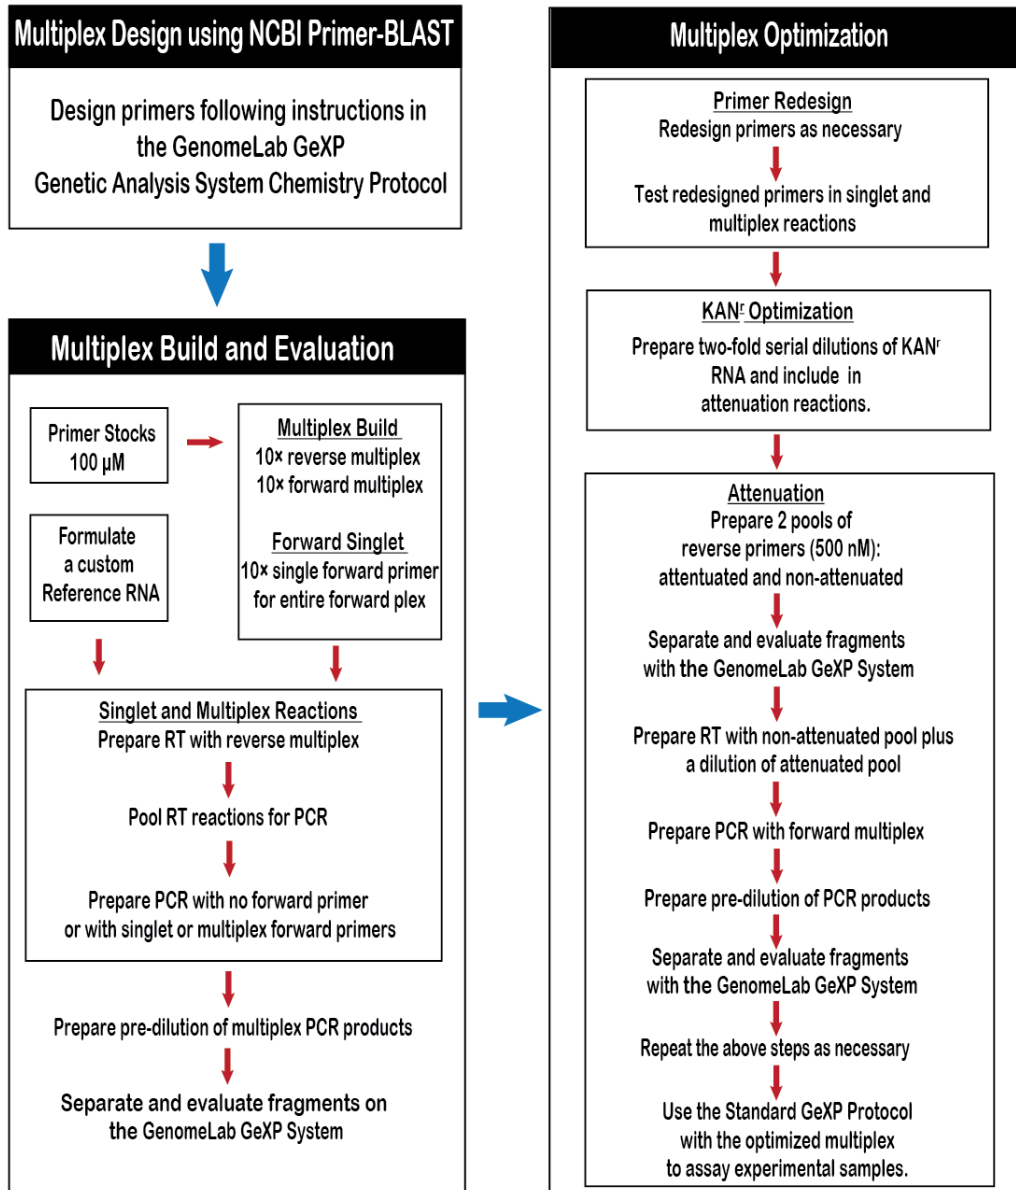 Multiplex Design using NCBI Primer-BLAST
Design primers following instructions in
the GenomeLab GeXP
Genetic Analysis System Chemistry Protocol
Multiplex Build and Evaluation
Primer Stocks
100 µM
Multiplex Build
10× reverse multiplex
10× forward multiplex
Forward Singlet
10× single forward primer
for entire forward plex
Formulate
a custom
Reference RNA
Singlet and Multiplex Reactions
Prepare RT with reverse multiplex
Pool RT reactions for PCR
Prepare PCR with no forward primer
or with singlet or multiplex forward primers
Prepare pre-dilution of multiplex PCR products
Separate and evaluate fragments on
the GenomeLab GeXP System
Multiplex Optimization
Primer Redesign
Redesign primers as necessary
Test redesigned primers in singlet and
multiplex reactions
KANʳ Optimization
Prepare two-fold serial dilutions of KANʳ
RNA and include in
attenuation reactions.
Attenuation
Prepare 2 pools of
reverse primers (500 nM):
attentuated and non-attenuated
Separate and evaluate fragments
with the GenomeLab GeXP System
Prepare RT with non-attenuated pool plus
a dilution of attenuated pool
Prepare PCR with forward multiplex
Prepare pre-dilution of PCR products
Separate and evaluate fragments
with the GenomeLab GeXP System
Repeat the above steps as necessary
Use the Standard GeXP Protocol
with the optimized multiplex
to assay experimental samples.